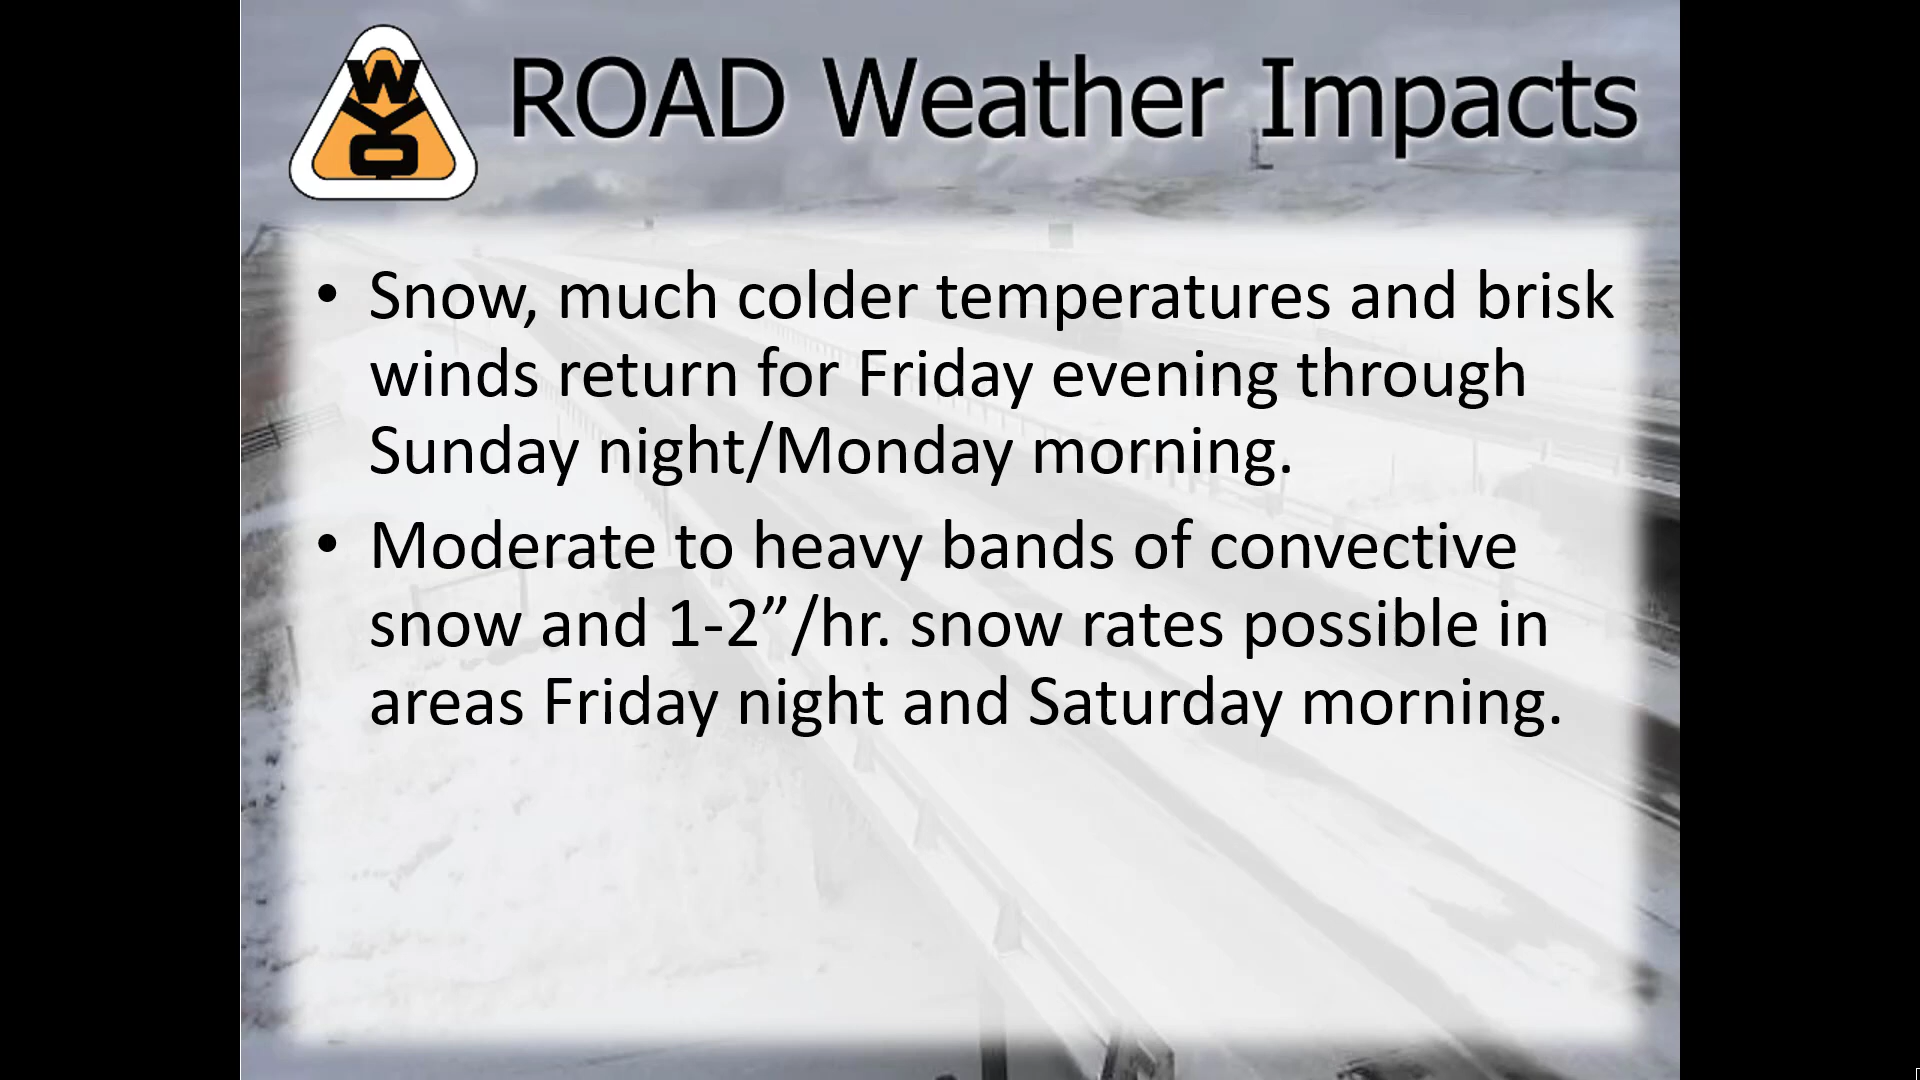 WYO
ROAD Weather Impacts
• Snow, much colder temperatures and brisk
winds return for Friday evening through
Sunday night/Monday morning.
• Moderate to heavy bands of convective
snow and 1-2”/hr. snow rates possible in
areas Friday night and Saturday morning.